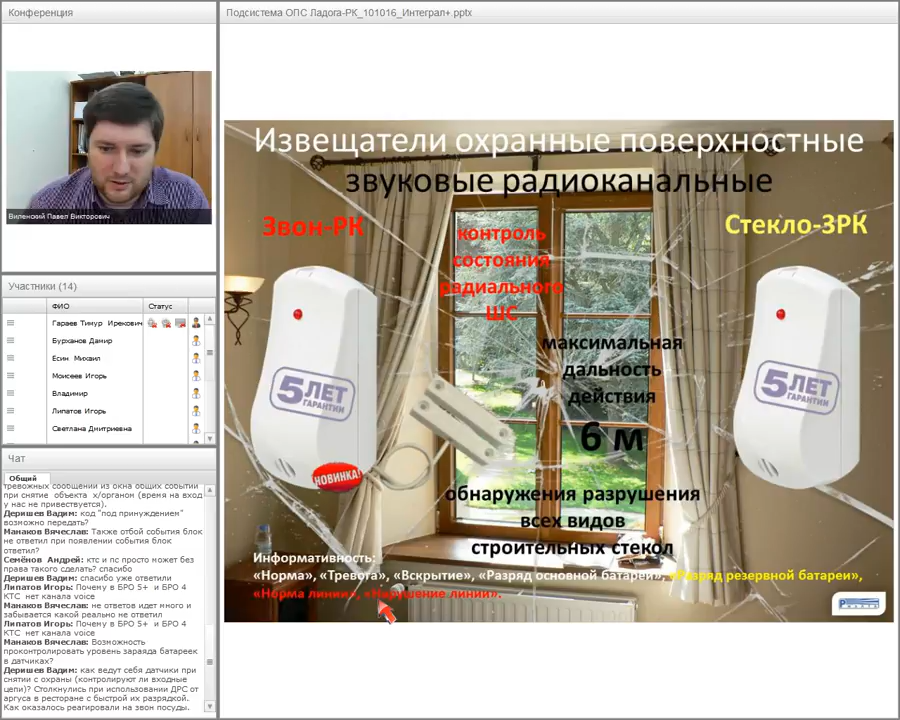 Конференция
Виленский Павел Викторович
Участники (14)
ФИО
Статус
Гараев Тимур Ирекович
Бурханов Дамир
Есин Михаил
Моисеев Игорь
Владимир
Липатов Игорь
Светлана Дмитриевна
Чат
Общий
тревожных сообщений из окна общих событий
при снятие объекта х/органом (время на вход
у нас не приветствуется).
Деришев Вадим: код "под принуждением"
возможно передать?
Манаков Вячеслав: Также отбой события блок
не ответил при появлении события блок
ответил?
Семёнов Андрей: ктс и пс просто может без
права такого сделать? спасибо
Деришев Вадим: спасибо уже ответили
Липатов Игорь: Почему в БРО 5+ и БРО 4
КТС нет канала voice
Манаков Вячеслав: не ответов идет много и
забывается какой реально не ответил
Липатов Игорь: Почему в БРО 5+ и БРО 4
КТС нет канала voice
Манаков Вячеслав: Возможность
проконтролировать уровень зараяда батареек
в датчиках?
Деришев Вадим: как ведут себя датчики при
снятии с охраны (контролируют ли входные
цепи)? Столкнулись при использовании ДРС от
аргуса в ресторане с быстрой их разрядкой.
Как оказалось реагировали на звон посуды.
Подсистема ОПС Ладога-РК_101016_Интеграл+.pptx
Извещатели охранные поверхностные
звуковые радиоканальные
Звон-РК
Стекло-3РК
контроль
состояния
радиального
ШС
максимальная
дальность
действия
6 м
5 ЛЕТ
ГАРАНТИИ
5 ЛЕТ
ГАРАНТИИ
НОВИНКА!
обнаружения разрушения
всех видов
строительных стекол
Информативность:
«Норма», «Тревога», «Вскрытие», «Разряд основной батареи», «Разряд резервной батареи»,
«Норма линии», «Нарушение линии».